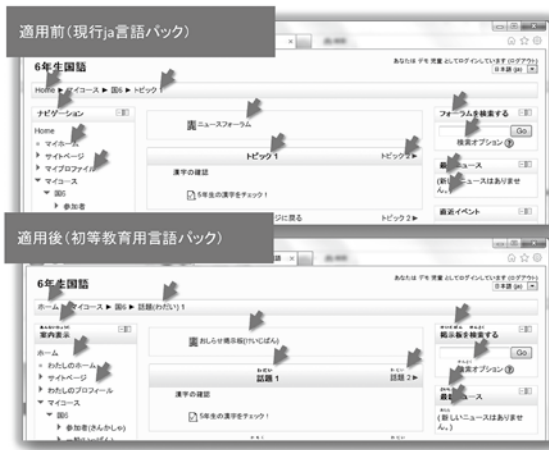 適用前(現行ja言語パック)
6年生国語
あなたは デモ 児童 としてログインしています (ログアウト)
日本語 (ja)
Home ▶ マイコース ▶ 国6 ▶ トピック 1
ナビゲーション
Home
マイホーム
サイトページ
マイプロファイル
マイコース
国6
参加者
ニュースフォーラム
トピック 1
トピック 2 ▶
漢字の確認
5年生の漢字をチェック!
ジに戻る
トピック 2 ▶
フォーラムを検索する
Go
検索オプション
ニュース
(新 ニュースはありません。)
直近イベント
適用後(初等教育用言語パック)
6年生国語
あなたは デモ 児童 としてログインしています (ログアウト)
日本語 (ja)
ホーム ▶ マイコース ▶ 国6 ▶ 話題(わだい) 1
案内表示
ホーム
わたしのホーム
サイトページ
わたしのプロフィール
マイコース
国6
参加者(さんかしゃ)
一般(いっぱん)
おしらせ掲示板(けいじばん)
わだい
話題 1
わだい
話題 2 ▶
漢字の確認
5年生の漢字をチェック!
掲示板を検索する
Go
検索オプション
最新ニュース
(新しいニュースはありません。)